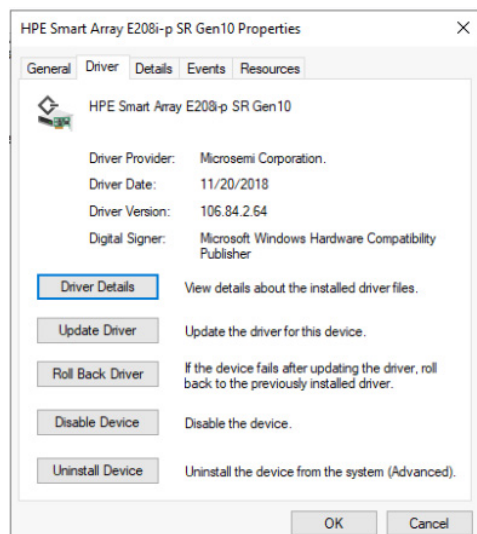 HPE Smart Array E208i-p SR Gen10 Properties
General Driver Details Events Resources
HPE Smart Array E208i-p SR Gen10
Driver Provider: Microsemi Corporation.
Driver Date: 11/20/2018
Driver Version: 106.84.2.64
Digital Signer: Microsoft Windows Hardware Compatibility
Publisher
Driver Details View details about the installed driver files.
Update Driver Update the driver for this device.
Roll Back Driver If the device fails after updating the driver, roll
back to the previously installed driver.
Disable Device Disable the device.
Uninstall Device Uninstall the device from the system (Advanced).
OK Cancel